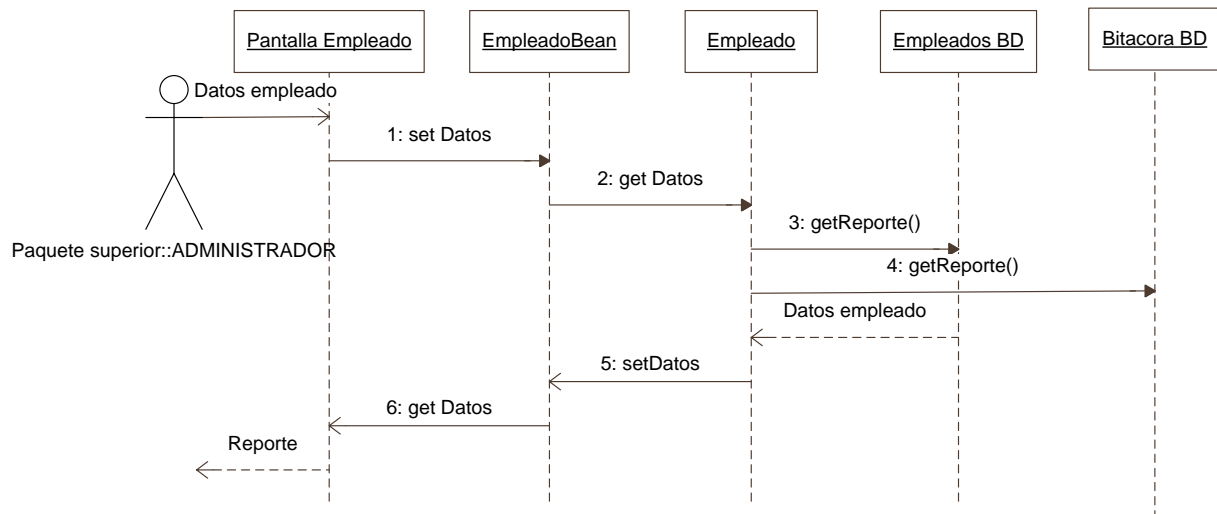 Pantalla Empleado
EmpleadoBean
Empleado
Empleados BD
Bitacora BD
Datos empleado
1: set Datos
2: get Datos
3: getReporte()
Paquete superior::ADMINISTRADOR
4: getReporte()
Datos empleado
5: setDatos
6: get Datos
Reporte